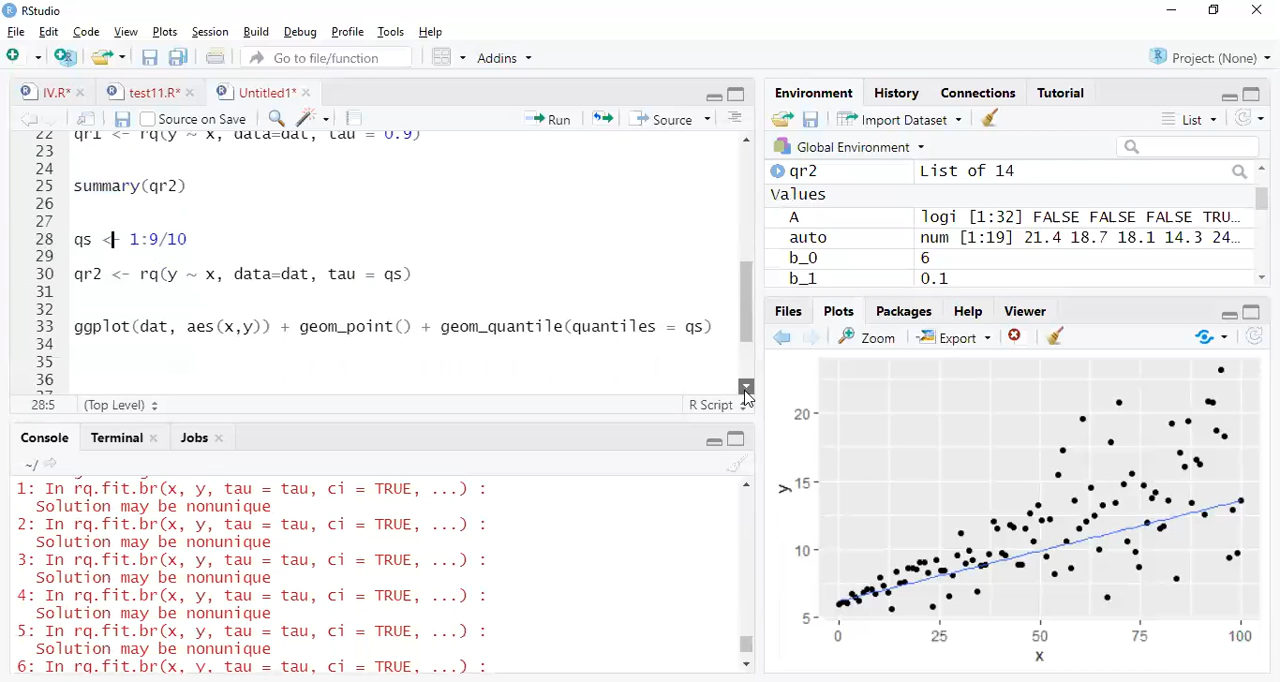 RStudio
File Edit Code View Plots Session Build Debug Profile Tools Help
Go to file/function Addins Project: (None)
IV.R* test11.R* Untitled1*
Source on Save Run Source
22 qr1 <- rq(y ~ x, data=dat, tau = 0.9)
23
24
25 summary(qr2)
26
27
28 qs <- 1:9/10
29
30 qr2 <- rq(y ~ x, data=dat, tau = qs)
31
32
33 ggplot(dat, aes(x,y)) + geom_point() + geom_quantile(quantiles = qs)
34
35
36
37
28:5 (Top Level) R Script
Console Terminal Jobs
~/
1: In rq.fit.br(x, y, tau = tau, ci = TRUE, ...) :
Solution may be nonunique
2: In rq.fit.br(x, y, tau = tau, ci = TRUE, ...) :
Solution may be nonunique
3: In rq.fit.br(x, y, tau = tau, ci = TRUE, ...) :
Solution may be nonunique
4: In rq.fit.br(x, y, tau = tau, ci = TRUE, ...) :
Solution may be nonunique
5: In rq.fit.br(x, y, tau = tau, ci = TRUE, ...) :
Solution may be nonunique
6: In rq.fit.br(x, y, tau = tau, ci = TRUE, ...) :
Environment History Connections Tutorial
Import Dataset List
Global Environment
qr2 List of 14
Values
A logi [1:32] FALSE FALSE FALSE TRU…
auto num [1:19] 21.4 18.7 18.1 14.3 24…
b_0 6
b_1 0.1
Files Plots Packages Help Viewer
Zoom Export
20
15
10
5
y
0 25 50 75 100
x